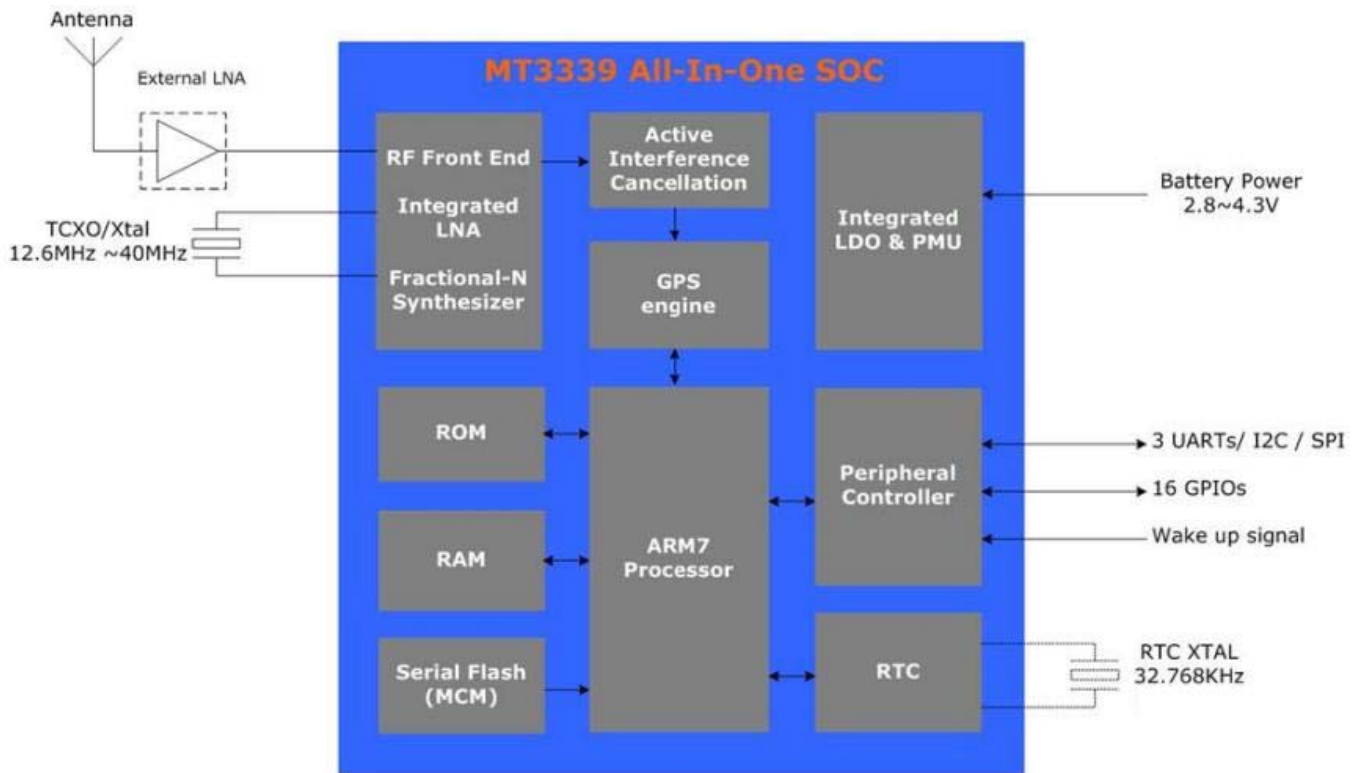 Antenna
External LNA
MT3339 All-In-One SOC
RF Front End
Integrated
LNA
Fractional-N
Synthesizer
TCXO/Xtal
12.6MHz ~40MHz
Active
Interference
Cancellation
GPS
engine
Integrated
LDO & PMU
Battery Power
2.8~4.3V
ROM
RAM
Serial Flash
(MCM)
ARM7
Processor
Peripheral
Controller
3 UARTs/ I2C / SPI
16 GPIOs
Wake up signal
RTC
RTC XTAL
32.768KHz